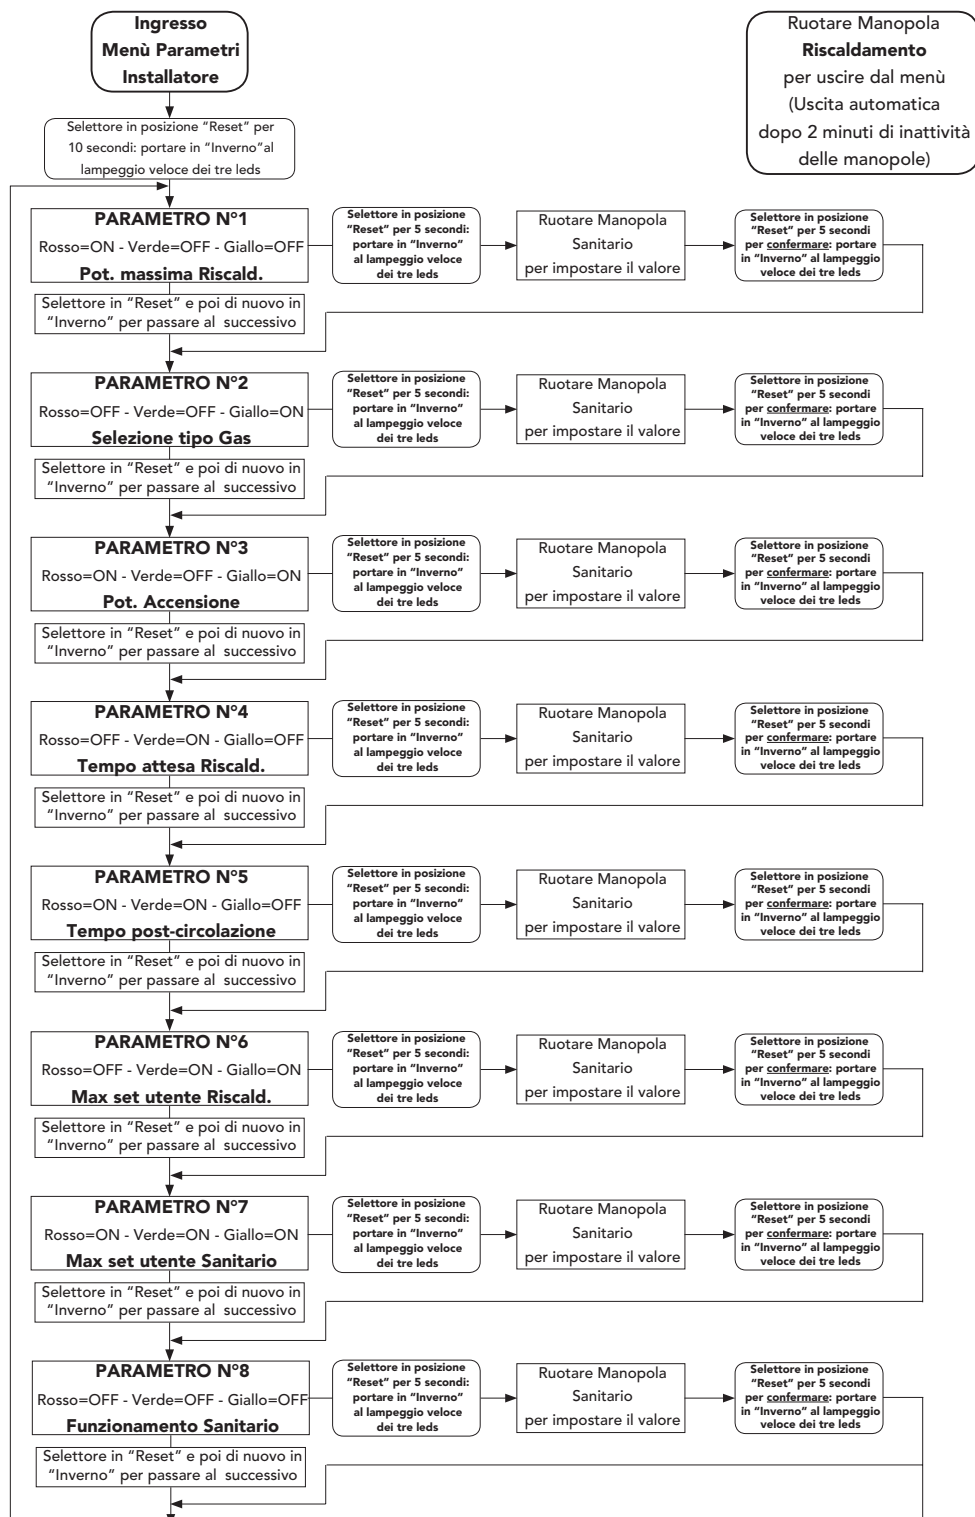 Ingresso
Menù Parametri
Installatore
Ruotare Manopola
Riscaldamento
per uscire dal menù
(Uscita automatica
dopo 2 minuti di inattività
delle manopole)
Selettore in posizione “Reset” per
10 secondi: portare in “Inverno”al
lampeggio veloce dei tre leds
PARAMETRO N°1
Rosso=ON - Verde=OFF - Giallo=OFF
Pot. massima Riscald.
Selettore in posizione
“Reset” per 5 secondi:
portare in “Inverno”
al lampeggio veloce
dei tre leds
Ruotare Manopola
Sanitario
per impostare il valore
Selettore in posizione
“Reset” per 5 secondi
per confermare: portare
in “Inverno” al lampeggio
veloce dei tre leds
Selettore in “Reset” e poi di nuovo in
“Inverno” per passare al successivo
PARAMETRO N°2
Rosso=OFF - Verde=OFF - Giallo=ON
Selezione tipo Gas
Selettore in posizione
“Reset” per 5 secondi:
portare in “Inverno”
al lampeggio veloce
dei tre leds
Ruotare Manopola
Sanitario
per impostare il valore
Selettore in posizione
“Reset” per 5 secondi
per confermare: portare
in “Inverno” al lampeggio
veloce dei tre leds
Selettore in “Reset” e poi di nuovo in
“Inverno” per passare al successivo
PARAMETRO N°3
Rosso=ON - Verde=OFF - Giallo=ON
Pot. Accensione
Selettore in posizione
“Reset” per 5 secondi:
portare in “Inverno”
al lampeggio veloce
dei tre leds
Ruotare Manopola
Sanitario
per impostare il valore
Selettore in posizione
“Reset” per 5 secondi
per confermare: portare
in “Inverno” al lampeggio
veloce dei tre leds
Selettore in “Reset” e poi di nuovo in
“Inverno” per passare al successivo
PARAMETRO N°4
Rosso=OFF - Verde=ON - Giallo=OFF
Tempo attesa Riscald.
Selettore in posizione
“Reset” per 5 secondi:
portare in “Inverno”
al lampeggio veloce
dei tre leds
Ruotare Manopola
Sanitario
per impostare il valore
Selettore in posizione
“Reset” per 5 secondi
per confermare: portare
in “Inverno” al lampeggio
veloce dei tre leds
Selettore in “Reset” e poi di nuovo in
“Inverno” per passare al successivo
PARAMETRO N°5
Rosso=ON - Verde=ON - Giallo=OFF
Tempo post-circolazione
Selettore in posizione
“Reset” per 5 secondi:
portare in “Inverno”
al lampeggio veloce
dei tre leds
Ruotare Manopola
Sanitario
per impostare il valore
Selettore in posizione
“Reset” per 5 secondi
per confermare: portare
in “Inverno” al lampeggio
veloce dei tre leds
Selettore in “Reset” e poi di nuovo in
“Inverno” per passare al successivo
PARAMETRO N°6
Rosso=OFF - Verde=ON - Giallo=ON
Max set utente Riscald.
Selettore in posizione
“Reset” per 5 secondi:
portare in “Inverno”
al lampeggio veloce
dei tre leds
Ruotare Manopola
Sanitario
per impostare il valore
Selettore in posizione
“Reset” per 5 secondi
per confermare: portare
in “Inverno” al lampeggio
veloce dei tre leds
Selettore in “Reset” e poi di nuovo in
“Inverno” per passare al successivo
PARAMETRO N°7
Rosso=ON - Verde=ON - Giallo=ON
Max set utente Sanitario
Selettore in posizione
“Reset” per 5 secondi:
portare in “Inverno”
al lampeggio veloce
dei tre leds
Ruotare Manopola
Sanitario
per impostare il valore
Selettore in posizione
“Reset” per 5 secondi
per confermare: portare
in “Inverno” al lampeggio
veloce dei tre leds
Selettore in “Reset” e poi di nuovo in
“Inverno” per passare al successivo
PARAMETRO N°8
Rosso=OFF - Verde=OFF - Giallo=OFF
Funzionamento Sanitario
Selettore in posizione
“Reset” per 5 secondi:
portare in “Inverno”
al lampeggio veloce
dei tre leds
Ruotare Manopola
Sanitario
per impostare il valore
Selettore in posizione
“Reset” per 5 secondi
per confermare: portare
in “Inverno” al lampeggio
veloce dei tre leds
Selettore in “Reset” e poi di nuovo in
“Inverno” per passare al successivo